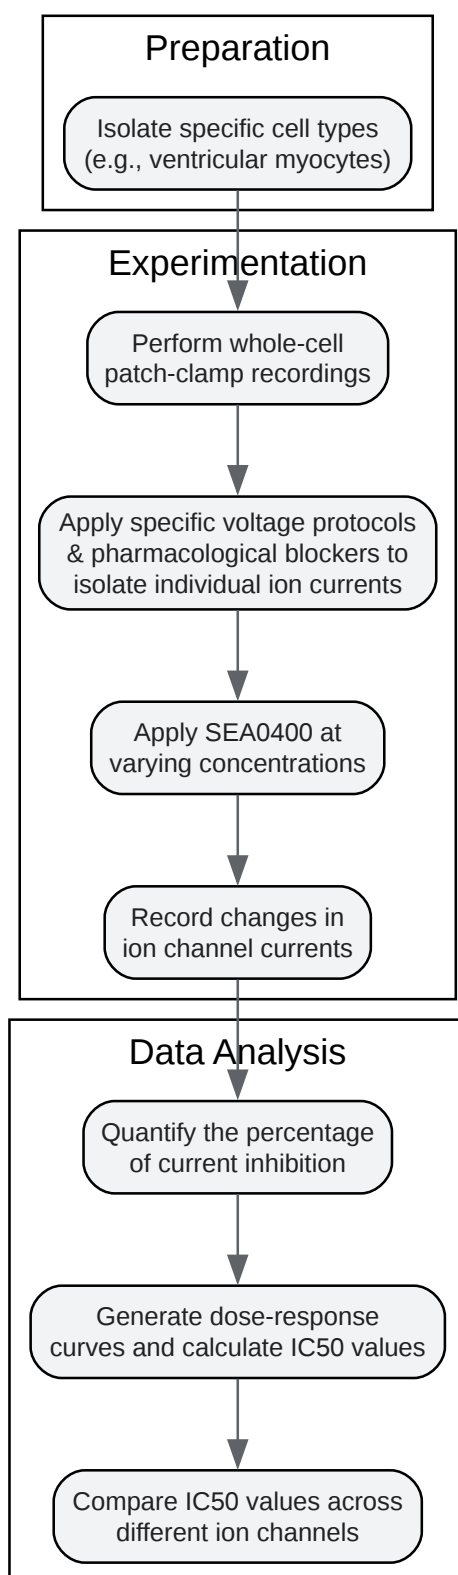 Preparation
Isolate specific cell types
(e.g., ventricular myocytes)
Experimentation
Perform whole-cell
patch-clamp recordings
Apply specific voltage protocols
& pharmacological blockers to
isolate individual ion currents
Apply SEA0400 at
varying concentrations
Record changes in
ion channel currents
Data Analysis
Quantify the percentage
of current inhibition
Generate dose-response
curves and calculate IC50 values
Compare IC50 values across
different ion channels